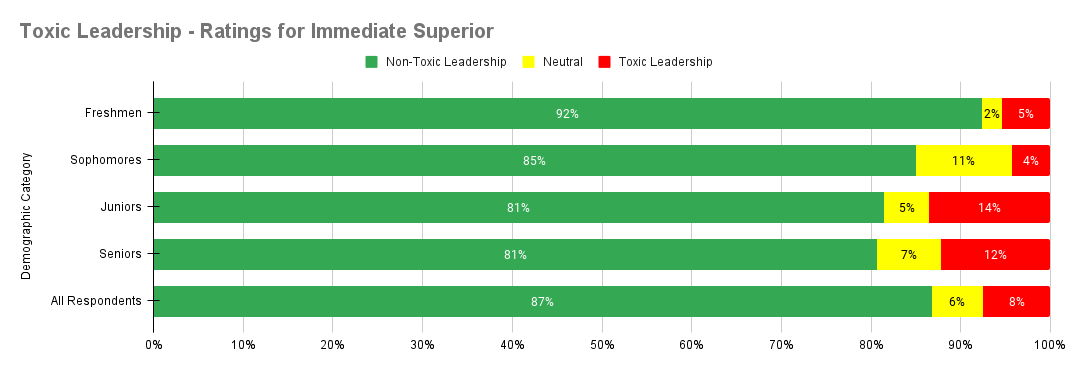 Toxic Leadership - Ratings for Immediate Superior
Non-Toxic Leadership Neutral Toxic Leadership
Demographic Category
Freshmen 92% 2% 5%
Sophomores 85% 11% 4%
Juniors 81% 5% 14%
Seniors 81% 7% 12%
All Respondents 87% 6% 8%
0% 10% 20% 30% 40% 50% 60% 70% 80% 90% 100%